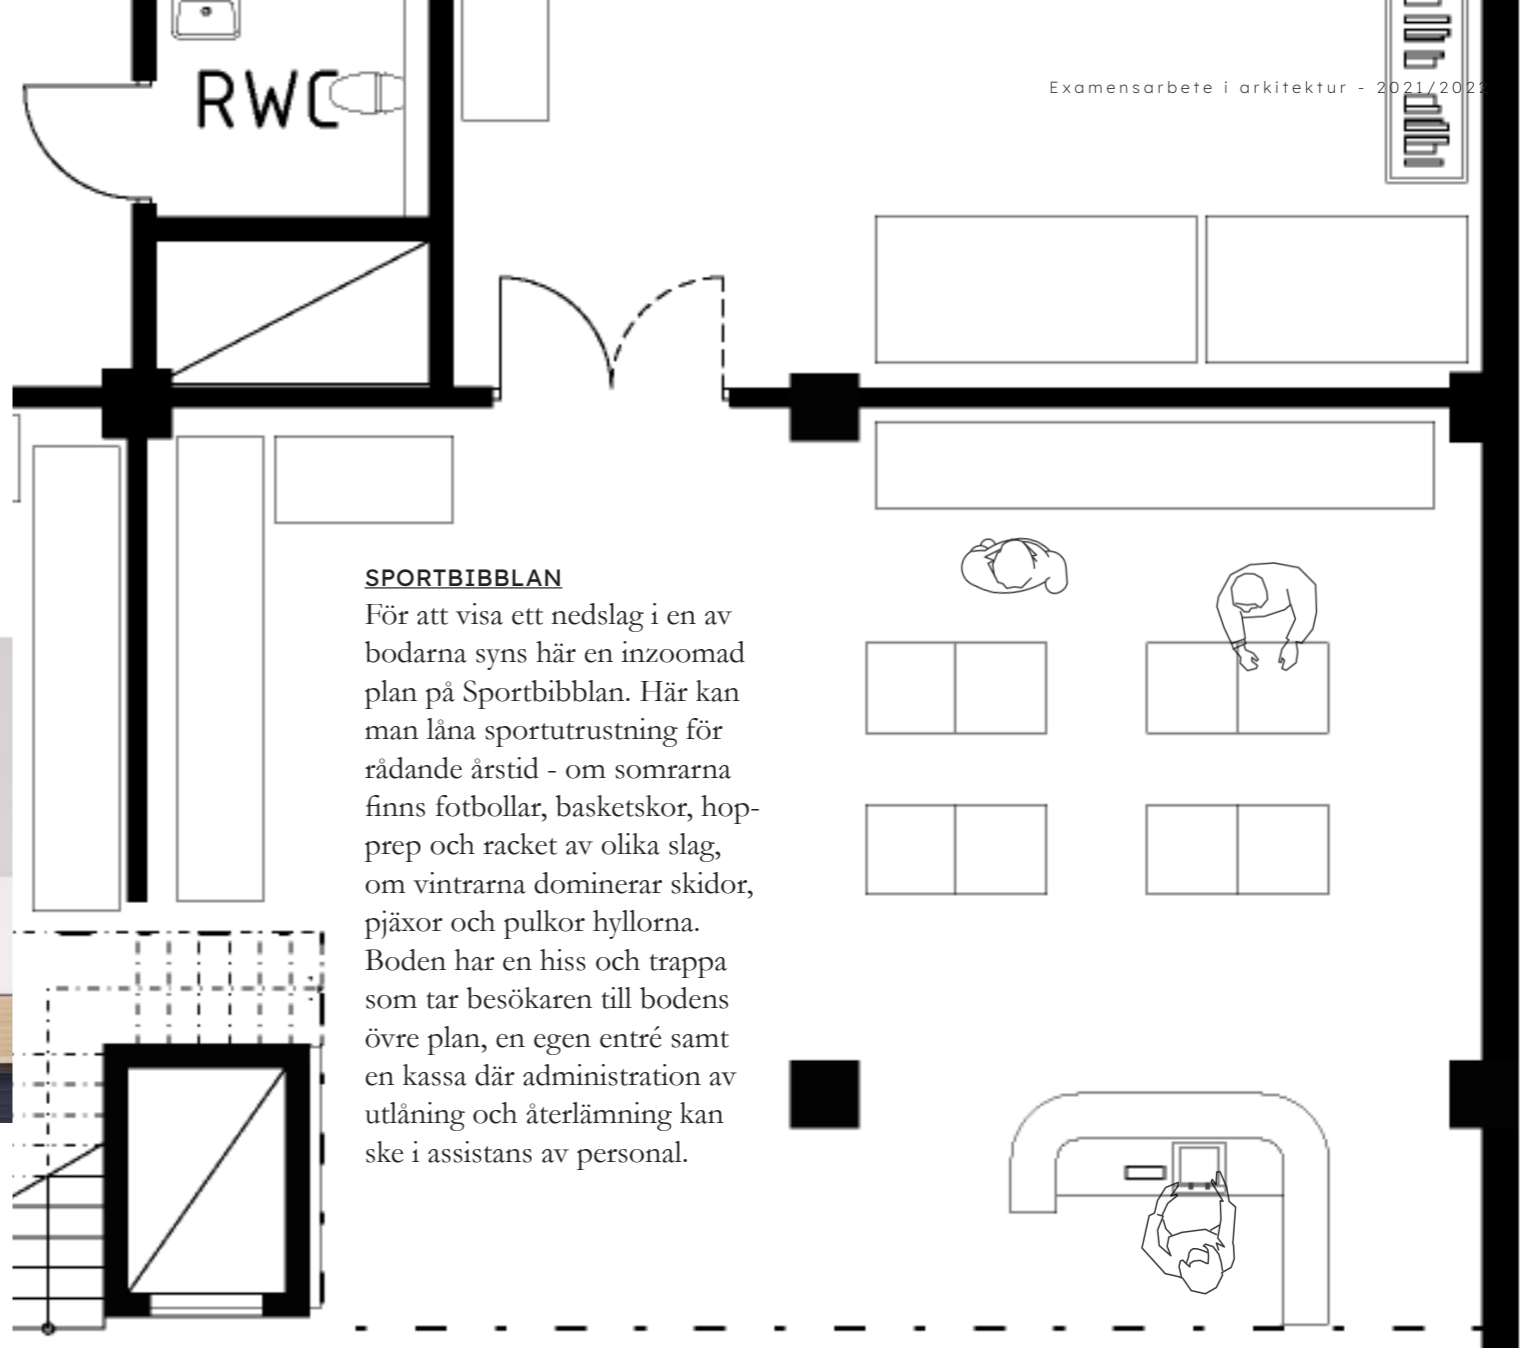 RWC
Examensarbete i arkitektur - 2021/2022
SPORTBIBBLAN
För att visa ett nedslag i en av
bodarna syns här en inzoomad
plan på Sportbibblan. Här kan
man låna sportutrustning för
rådande årstid - om somrarna
finns fotbollar, basketskor, hop-
prep och racket av olika slag,
om vintrarna dominerar skidor,
pjäxor och pulkor hyllorna.
Boden har en hiss och trappa
som tar besökaren till bodens
övre plan, en egen entré samt
en kassa där administration av
utlåning och återlämning kan
ske i assistans av personal.